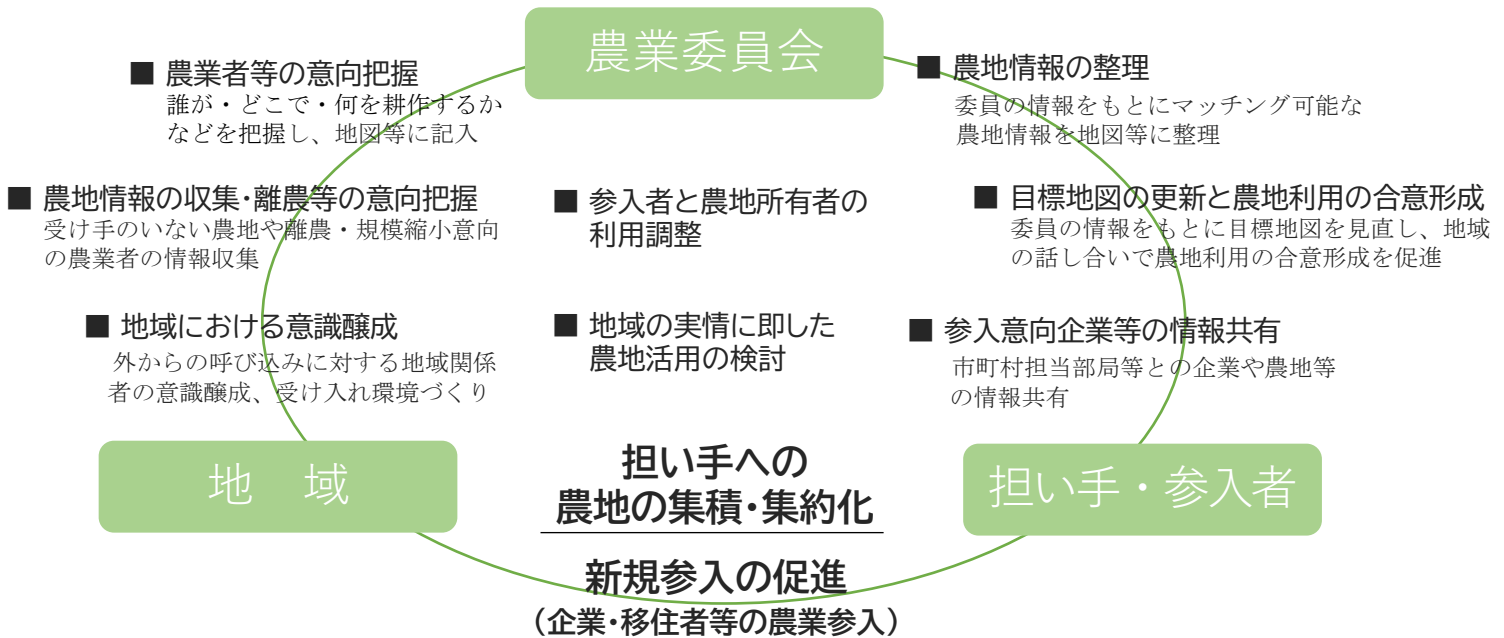 農業委員会
■ 農業者等の意向把握
誰が・どこで・何を耕作するか
などを把握し、地図等に記入
■ 農地情報の収集・離農等の意向把握
受け手のいない農地や離農・規模縮小意向
の農業者の情報収集
■ 地域における意識醸成
外からの呼び込みに対する地域関係
者の意識醸成、受け入れ環境づくり
■ 参入者と農地所有者の
利用調整
■ 地域の実情に即した
農地活用の検討
■ 農地情報の整理
委員の情報をもとにマッチング可能な
農地情報を地図等に整理
■ 目標地図の更新と農地利用の合意形成
委員の情報をもとに目標地図を見直し、地域
の話し合いで農地利用の合意形成を促進
■ 参入意向企業等の情報共有
市町村担当部局等との企業や農地等
の情報共有
地　域
担い手への
農地の集積・集約化
新規参入の促進
（企業・移住者等の農業参入）
担い手・参入者